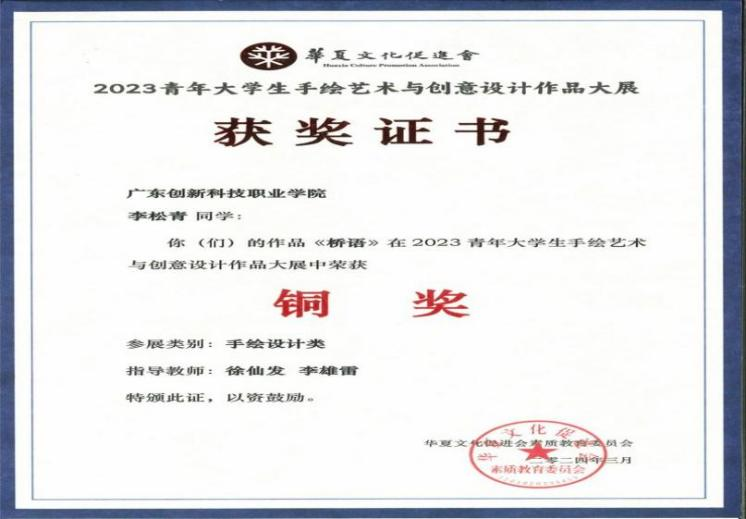 華夏文化促進會
Huaxia Culture Promotion Association
2023青年大学生手绘艺术与创意设计作品大展
获奖证书
广东创新科技职业学院
李松青 同学：
你（们）的作品《桥语》在2023青年大学生手绘艺术
与创意设计作品大展中荣获
铜 奖
参展类别：手绘设计类
指导教师：徐仙发 李雄雷
特颁此证，以资鼓励。
华夏文化促进会素质教育委员会
二零二四年三月
华夏文化促进会
素质教育委员会